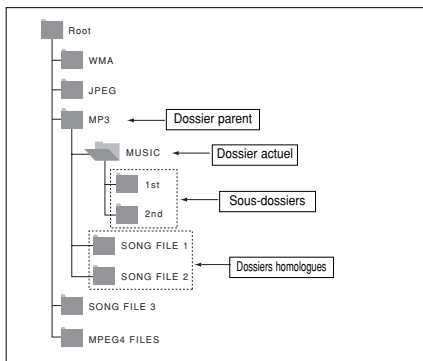 Root
WMA
JPEG
MP3
Dossier parent
MUSIC
Dossier actuel
1st
2nd
Sous-dossiers
SONG FILE 1
SONG FILE 2
Dossiers homologues
SONG FILE 3
MPEG4 FILES